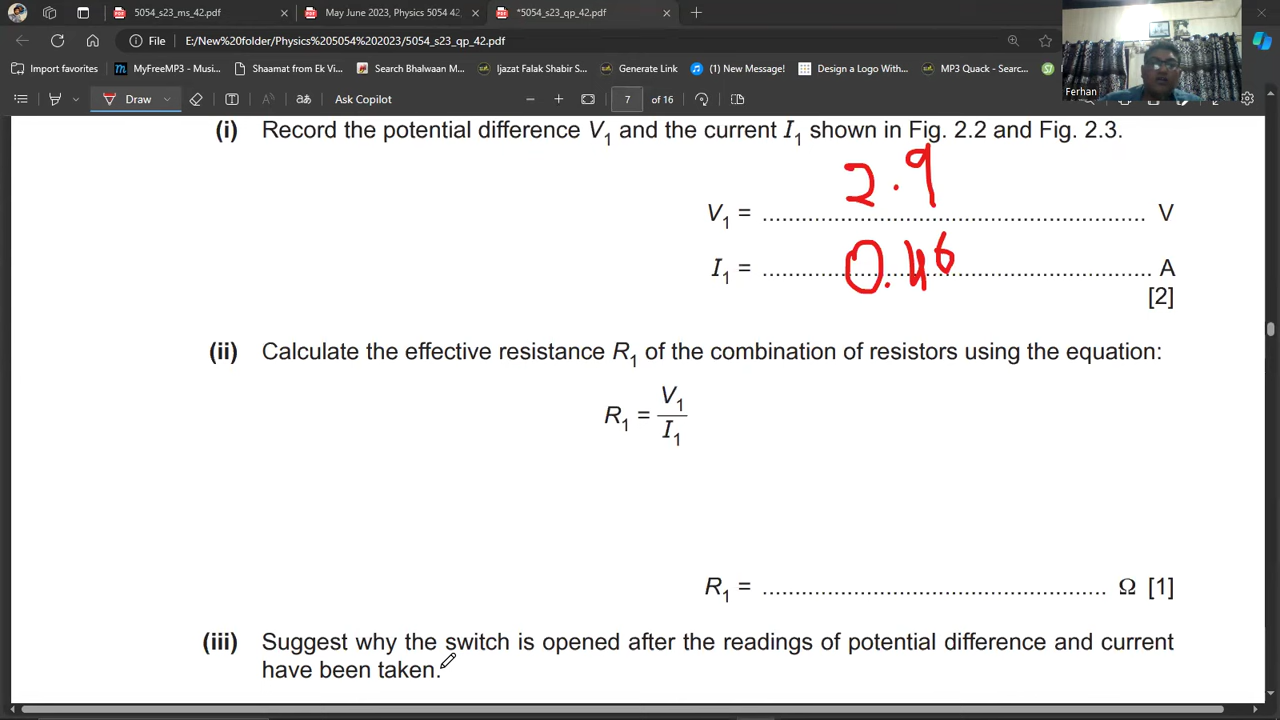 5054_s23_ms_42.pdf
May June 2023, Physics 5054 42
*5054_s23_qp_42.pdf
File
E:/New%20folder/Physics%205054%202023/5054_s23_qp_42.pdf
Import favorites
MyFreeMP3 - Musi...
Shaamat from Ek Vi...
Search Bhalwaan M...
Ijazat Falak Shabir S...
Generate Link
(1) New Message!
Design a Logo With...
MP3 Quack - Searc...
Ferhan
Draw
Ask Copilot
7 of 16
(i) Record the potential difference V1 and the current I1 shown in Fig. 2.2 and Fig. 2.3.
2.9
V1 = .......................................................... V
0.46
I1 = ........................................................... A
[2]
(ii) Calculate the effective resistance R1 of the combination of resistors using the equation:
R1 = V1 / I1
R1 = .................................................... Ω [1]
(iii) Suggest why the switch is opened after the readings of potential difference and current
have been taken.